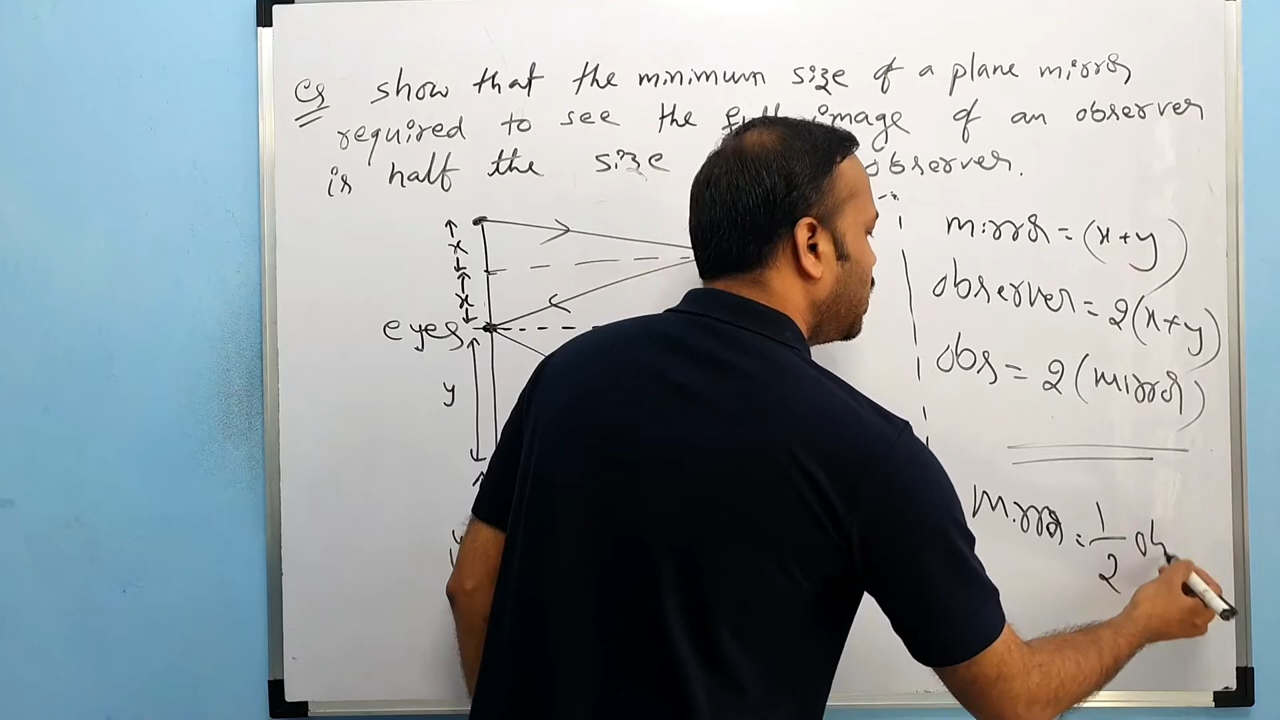 Q show that the minimum size of a plane mirror
required to see the full image of an observer
is half the size observer.
x
x
eyes
y
mirror = (x+y)
observer = 2(x+y)
obs = 2(mirror)
mirror = 1/2 ob